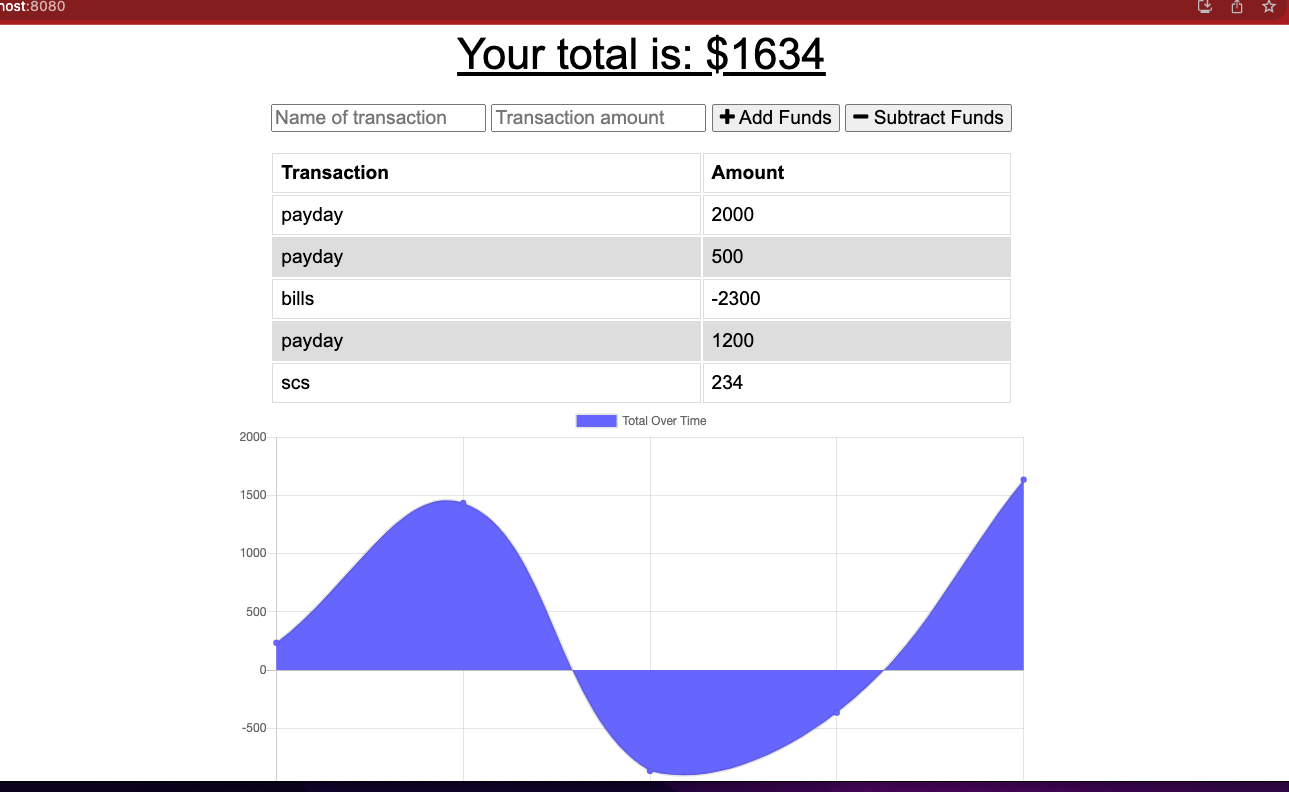 nost:8080
Your total is: $1634
Name of transaction Transaction amount + Add Funds − Subtract Funds
Transaction Amount
payday 2000
payday 500
bills -2300
payday 1200
scs 234
Total Over Time
2000
1500
1000
500
0
-500